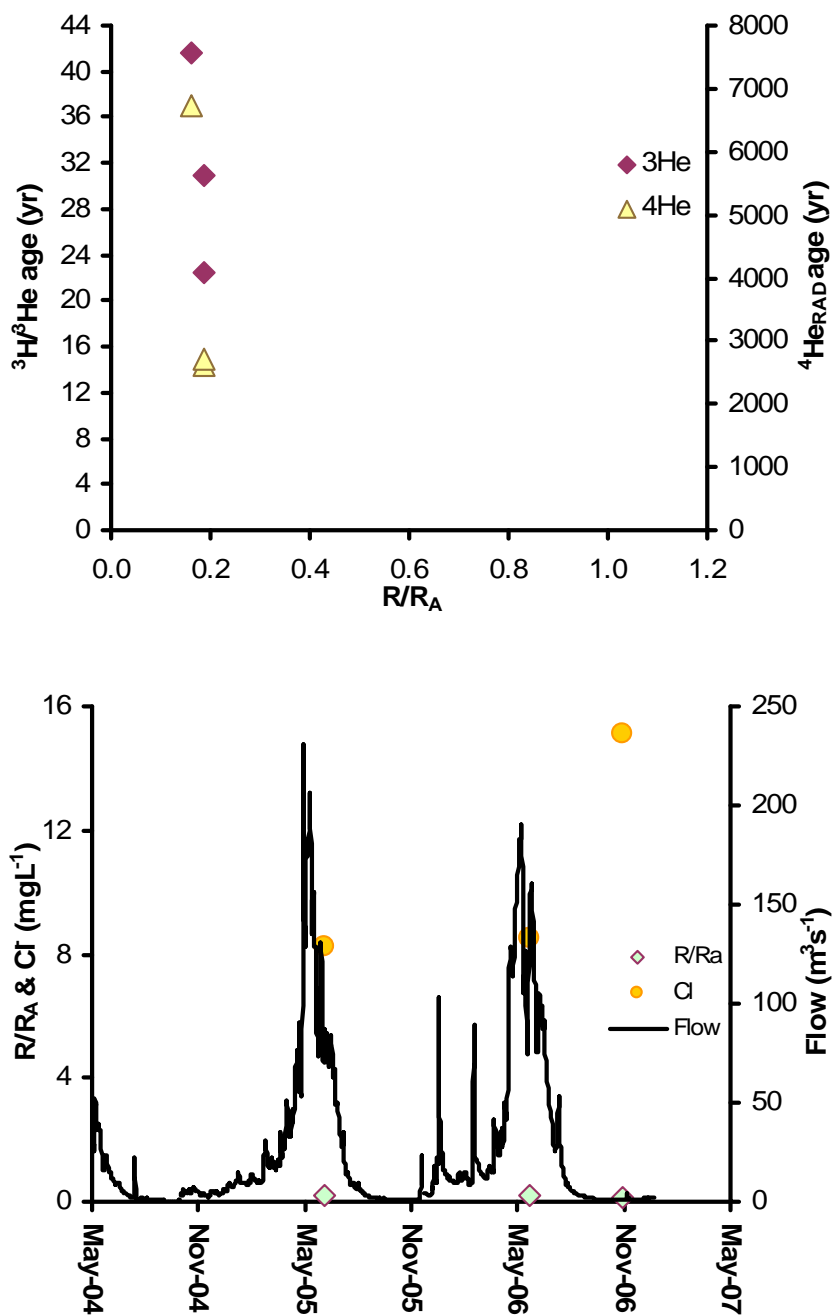 ³H/³He age (yr)
44
40
36
32
28
24
20
16
12
8
4
0
8000
7000
6000
5000
4000
3000
2000
1000
0
⁴He_RAD age (yr)
3He
4He
0.0 0.2 0.4 0.6 0.8 1.0 1.2
R/R_A
R/R_A & Cl⁻ (mgL⁻¹)
16
12
8
4
0
250
200
150
100
50
0
Flow (m³s⁻¹)
R/Ra
Cl
Flow
May-04 Nov-04 May-05 Nov-05 May-06 Nov-06 May-07